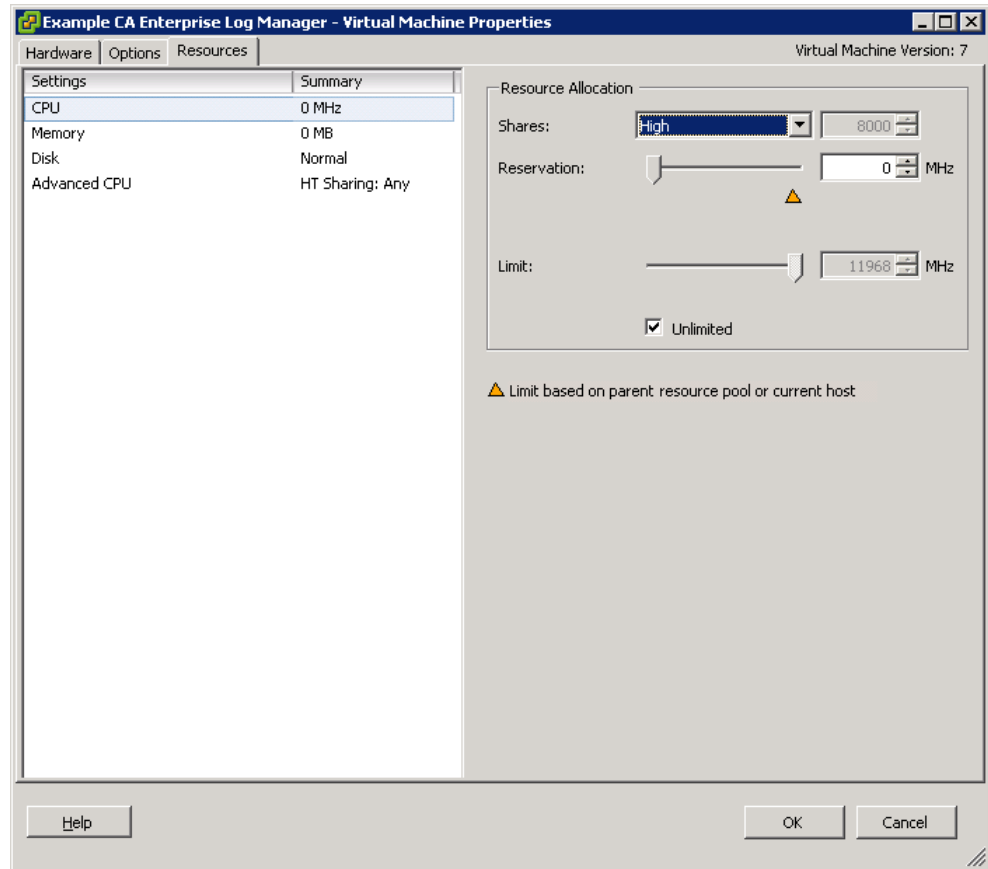 Example CA Enterprise Log Manager - Virtual Machine Properties
Hardware Options Resources Virtual Machine Version: 7
Settings Summary
CPU 0 MHz
Memory 0 MB
Disk Normal
Advanced CPU HT Sharing: Any
Resource Allocation
Shares: High 8000
Reservation: 0 MHz
Limit: 11968 MHz
Unlimited
Limit based on parent resource pool or current host
Help OK Cancel